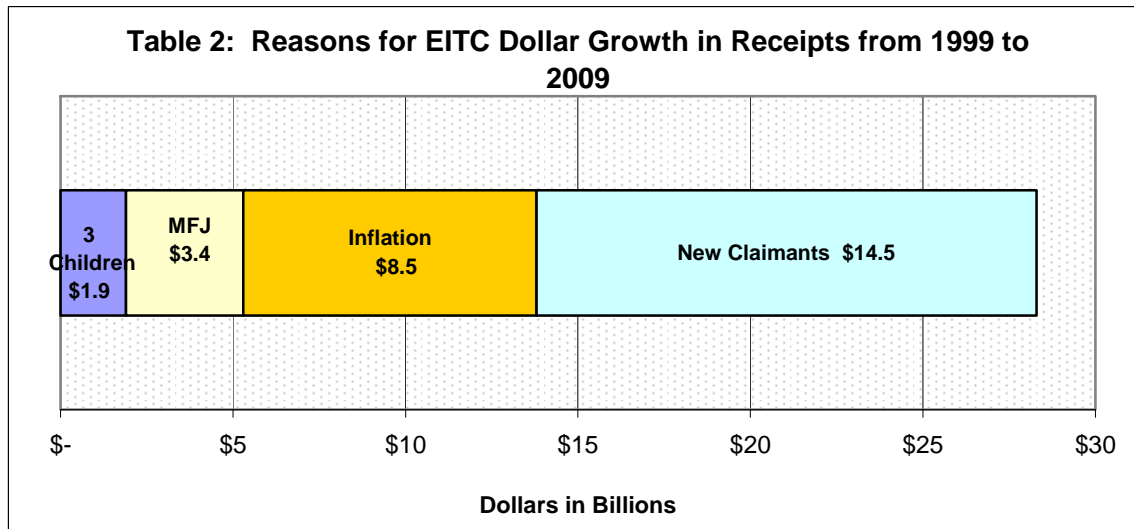 Table 2: Reasons for EITC Dollar Growth in Receipts from 1999 to
2009
3
Children
$1.9
MFJ
$3.4
Inflation
$8.5
New Claimants $14.5
$- $5 $10 $15 $20 $25 $30
Dollars in Billions